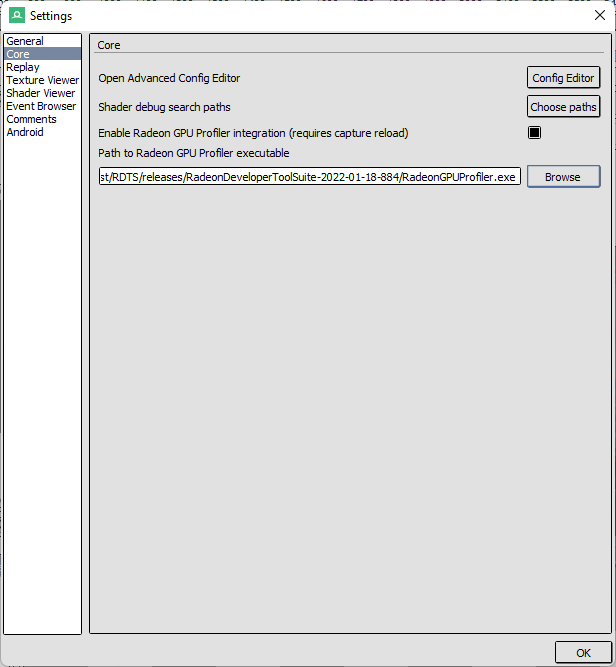 Settings
General
Core
Replay
Texture Viewer
Shader Viewer
Event Browser
Comments
Android
Core
Open Advanced Config Editor
Config Editor
Shader debug search paths
Choose paths
Enable Radeon GPU Profiler integration (requires capture reload)
Path to Radeon GPU Profiler executable
st/RDTS/releases/RadeonDeveloperToolSuite-2022-01-18-884/RadeonGPUProfiler.exe
Browse
OK